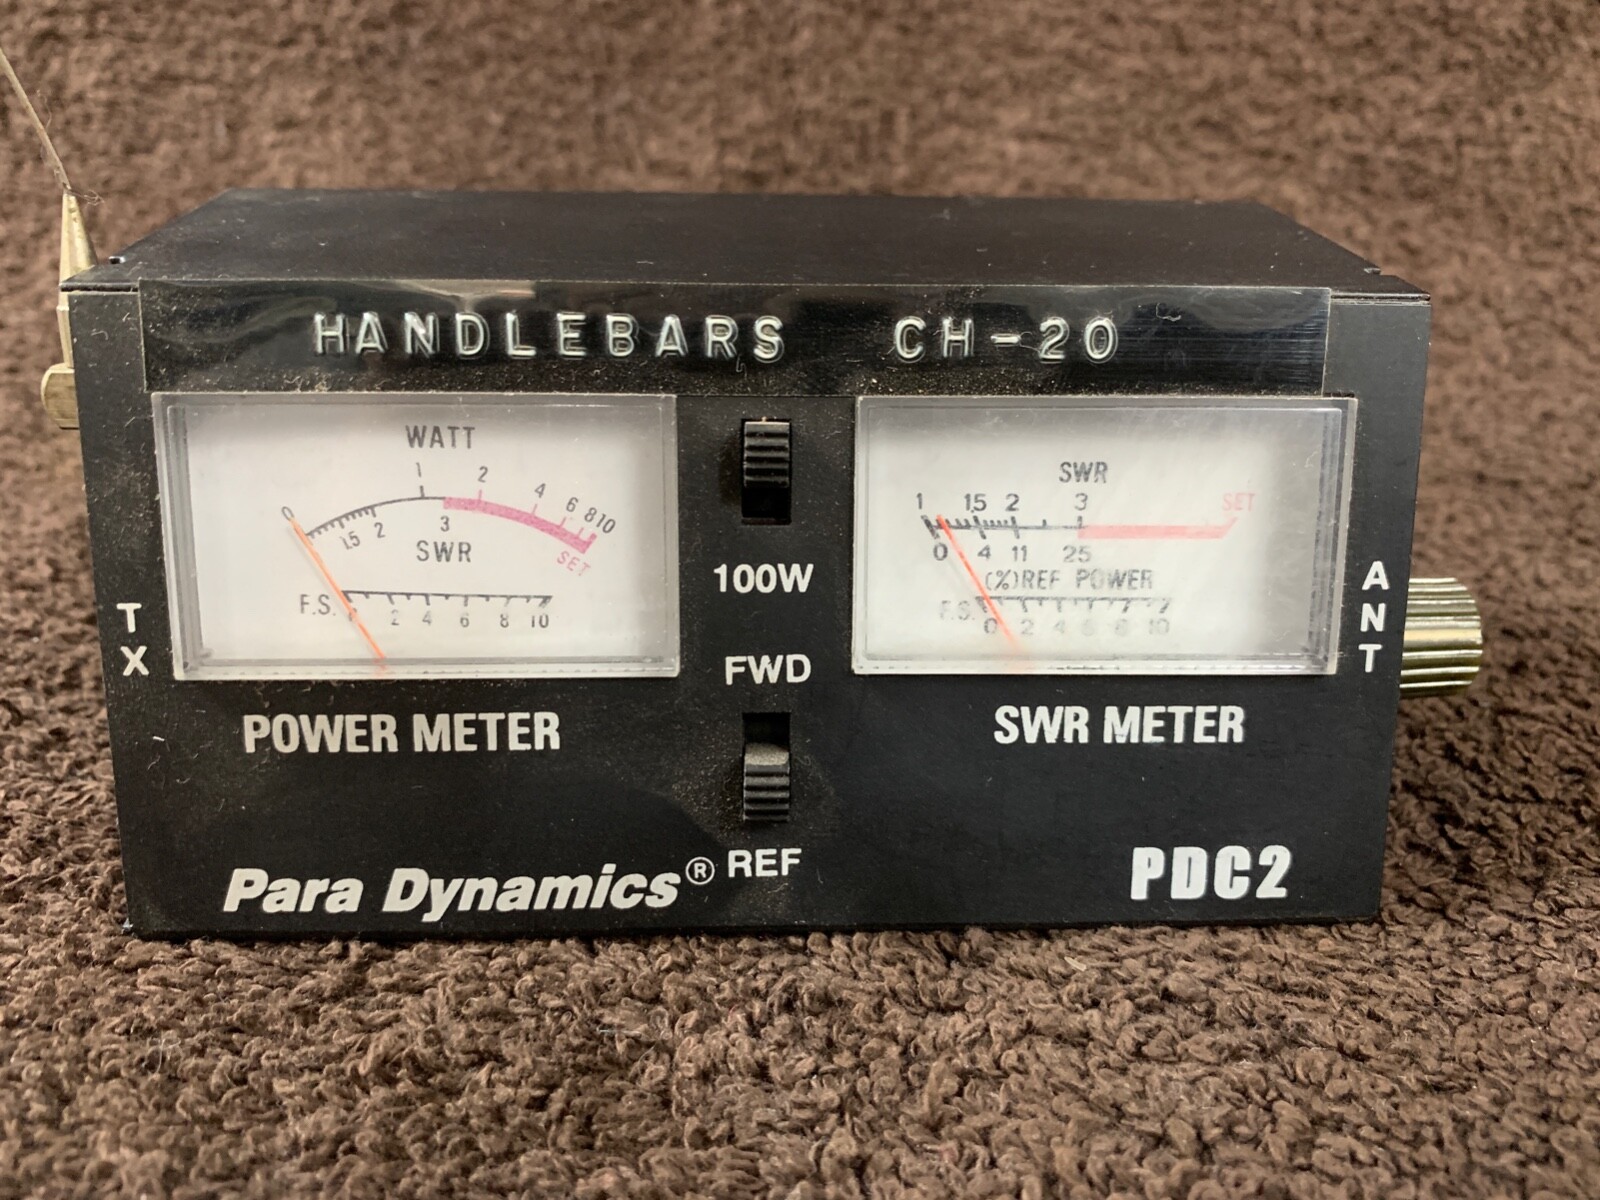 HANDLEBARS CH-20
WATT
0 1 2 4 6 8 10
1.5 2 3
SWR
SET
F.S.
2 4 6 8 10
POWER METER
TX
100W
FWD
REF
SWR
1 1.5 2 3 SET
0 4 11 25
(%)REF POWER
F.S.
0 2 4 6 8 10
SWR METER
ANT
Para Dynamics®
PDC2